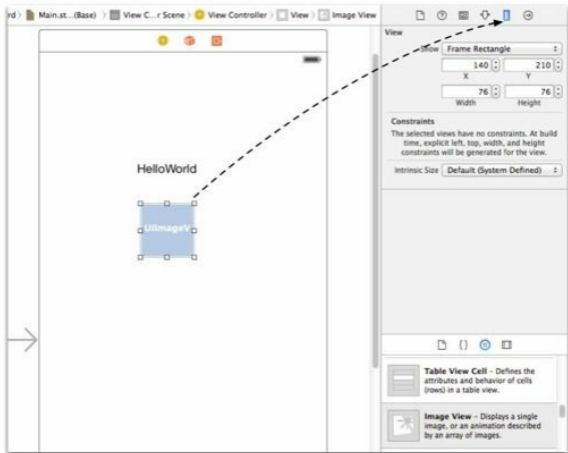 rd ) Main.st...(Base) ) View C...r Scene ) View Controller ) View ) Image View
View
Show Frame Rectangle
140 210
X Y
76 76
Width Height
Constraints
The selected views have no constraints. At build
time, explicit left, top, width, and height
constraints will be generated for the view.
Intrinsic Size Default (System Defined)
HelloWorld
UIImageV
Table View Cell - Defines the
attributes and behavior of cells
(rows) in a table view.
Image View - Displays a single
image, or an animation described
by an array of images.